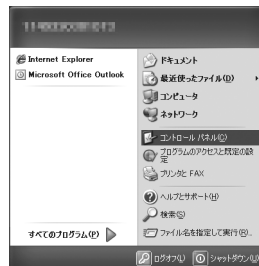 Internet Explorer
Microsoft Office Outlook
すべてのプログラム(P)
ドキュメント
最近使ったファイル(D)
コンピュータ
ネットワーク
コントロール パネル(C)
プログラムのアクセスと既定の設
定
プリンタと FAX
ヘルプとサポート(H)
検索(S)
ファイル名を指定して実行(R)...
ログオフ(L)
シャットダウン(U)